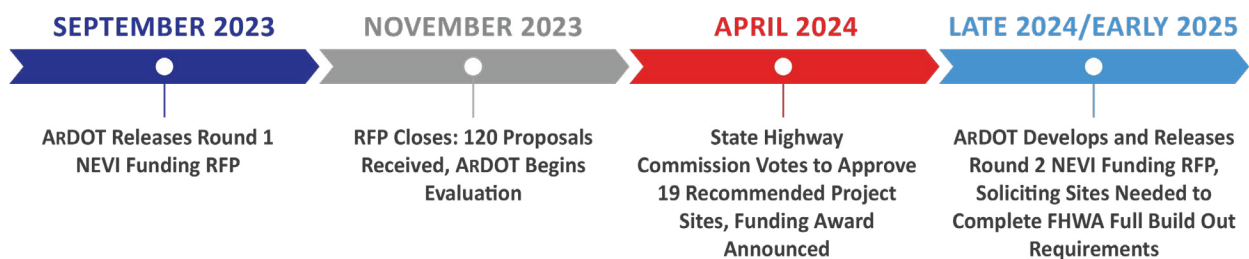 SEPTEMBER 2023
ARDOT Releases Round 1
NEVI Funding RFP
NOVEMBER 2023
RFP Closes: 120 Proposals
Received, ARDOT Begins
Evaluation
APRIL 2024
State Highway
Commission Votes to Approve
19 Recommended Project
Sites, Funding Award
Announced
LATE 2024/EARLY 2025
ARDOT Develops and Releases
Round 2 NEVI Funding RFP,
Soliciting Sites Needed to
Complete FHWA Full Build Out
Requirements